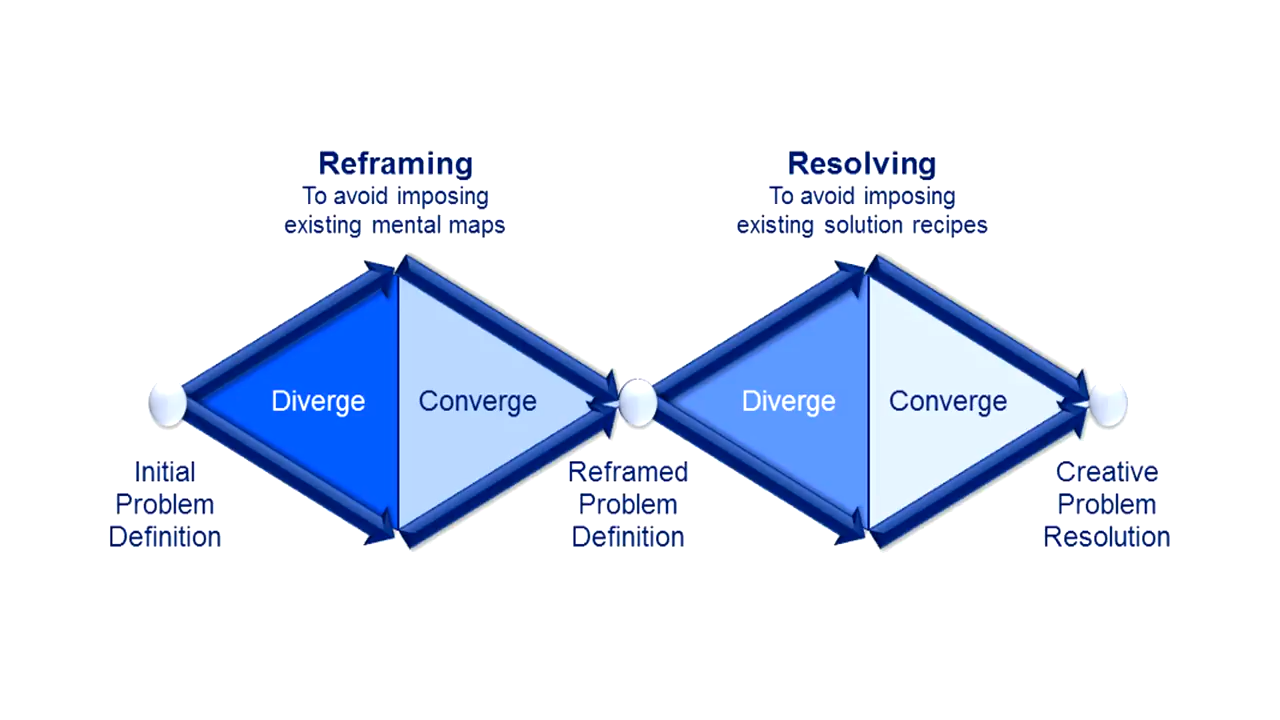 Reframing
To avoid imposing
existing mental maps
Resolving
To avoid imposing
existing solution recipes
Diverge
Converge
Diverge
Converge
Initial
Problem
Definition
Reframed
Problem
Definition
Creative
Problem
Resolution